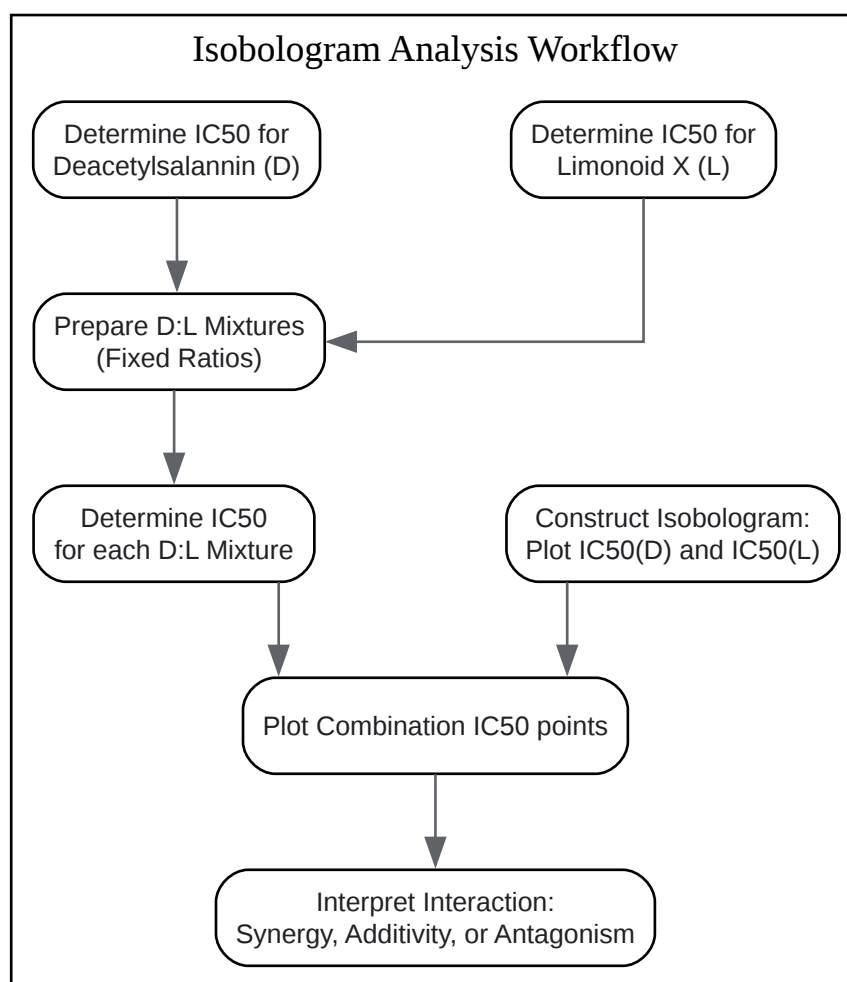 Isobologram Analysis Workflow
Determine IC50 for
Deacetylsalannin (D)
Determine IC50 for
Limonoid X (L)
Prepare D:L Mixtures
(Fixed Ratios)
Determine IC50
for each D:L Mixture
Construct Isobologram:
Plot IC50(D) and IC50(L)
Plot Combination IC50 points
Interpret Interaction:
Synergy, Additivity, or Antagonism